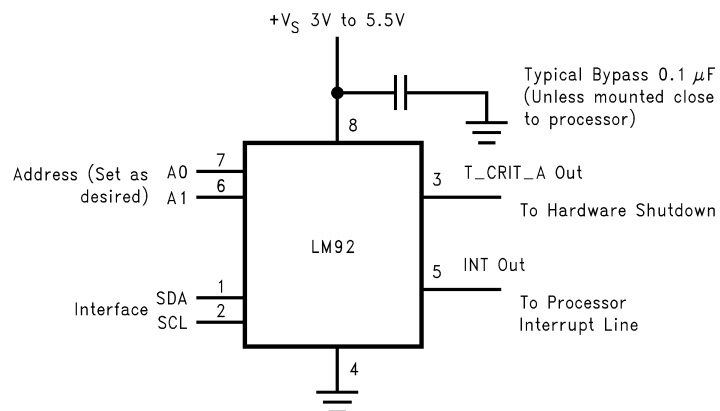 +VS 3V to 5.5V
Typical Bypass 0.1 μF
(Unless mounted close
to processor)
8
Address (Set as
desired)
A0
7
A1
6
3
T_CRIT_A Out
To Hardware Shutdown
LM92
5
INT Out
To Processor
Interrupt Line
Interface
SDA
1
SCL
2
4